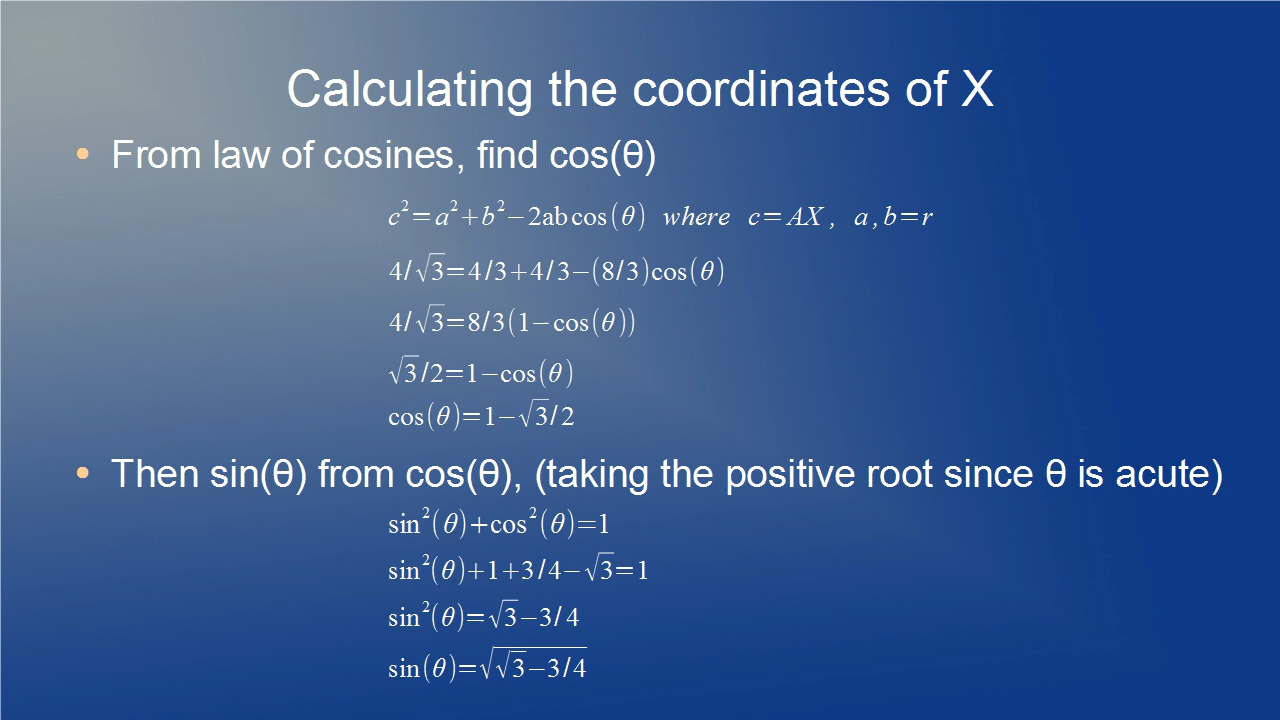 Calculating the coordinates of X
• From law of cosines, find cos(θ)
c²=a²+b²−2ab cos(θ) where c=AX, a,b=r
4/√3=4/3+4/3−(8/3)cos(θ)
4/√3=8/3(1−cos(θ))
√3/2=1−cos(θ)
cos(θ)=1−√3/2
• Then sin(θ) from cos(θ), (taking the positive root since θ is acute)
sin²(θ)+cos²(θ)=1
sin²(θ)+1+3/4−√3=1
sin²(θ)=√3−3/4
sin(θ)=√(√3−3/4)